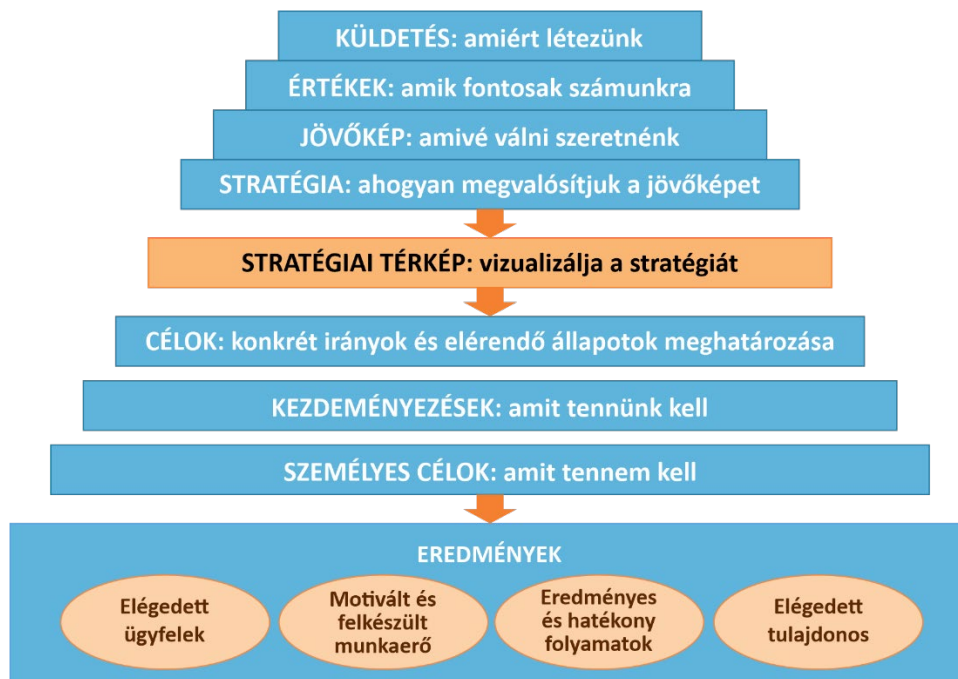 KÜLDETÉS: amiért létezünk
ÉRTÉKEK: amik fontosak számunkra
JÖVŐKÉP: amivé válni szeretnénk
STRATÉGIA: ahogyan megvalósítjuk a jövőképet
STRATÉGIAI TÉRKÉP: vizualizálja a stratégiát
CÉLOK: konkrét irányok és elérendő állapotok meghatározása
KEZDEMÉNYEZÉSEK: amit tennünk kell
SZEMÉLYES CÉLOK: amit tennem kell
EREDMÉNYEK
Elégedett
ügyfelek
Motivált és
felkészült
munkaerő
Eredményes
és hatékony
folyamatok
Elégedett
tulajdonos